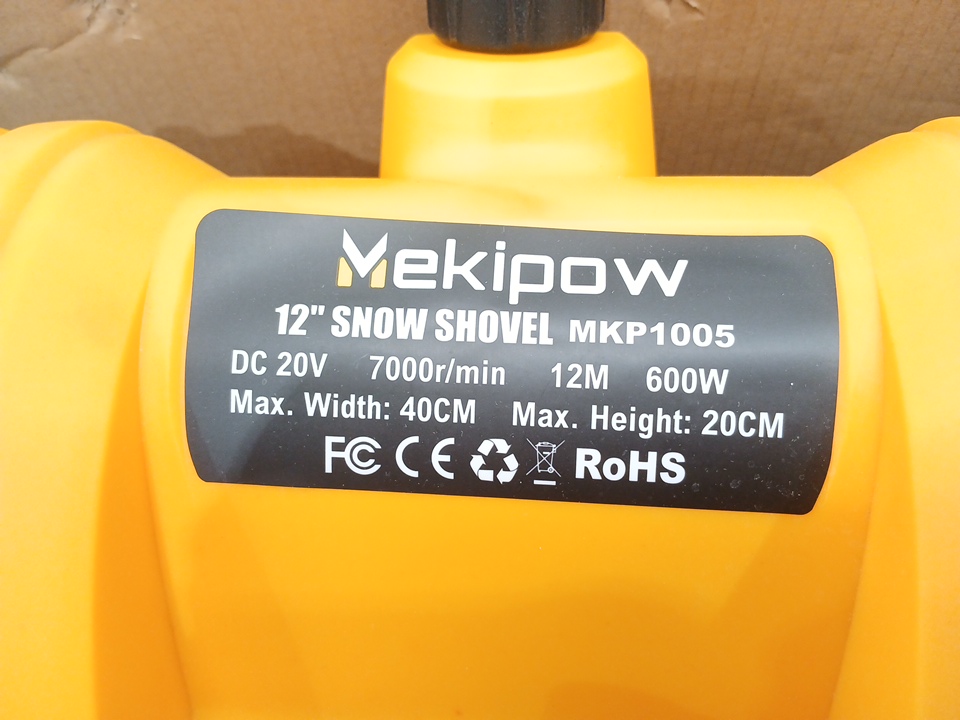 Mekipow
12" SNOW SHOVEL MKP1005
DC 20V 7000r/min 12M 600W
Max. Width: 40CM Max. Height: 20CM
FC CE RoHS